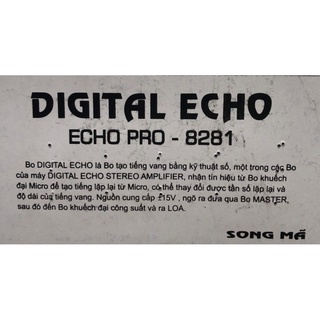 DIGITAL ECHO
ECHO PRO - 8281
Bo DIGITAL ECHO là Bo tạo tiếng vang bằng kỹ thuật số, một trong các Bo
của máy DIGITAL ECHO STEREO AMPLIFIER, nhận tín hiệu từ Bo khuếch
đại Micro để tạo tiếng lặp lại từ Micro, có thể thay đổi được tần số lặp lại và
độ dài của tiếng vang. Nguồn cung cấp ±15V, ngõ ra đưa qua Bo MASTER,
sau đó đến Bo khuếch đại công suất và ra LOA.
SONG MÃ